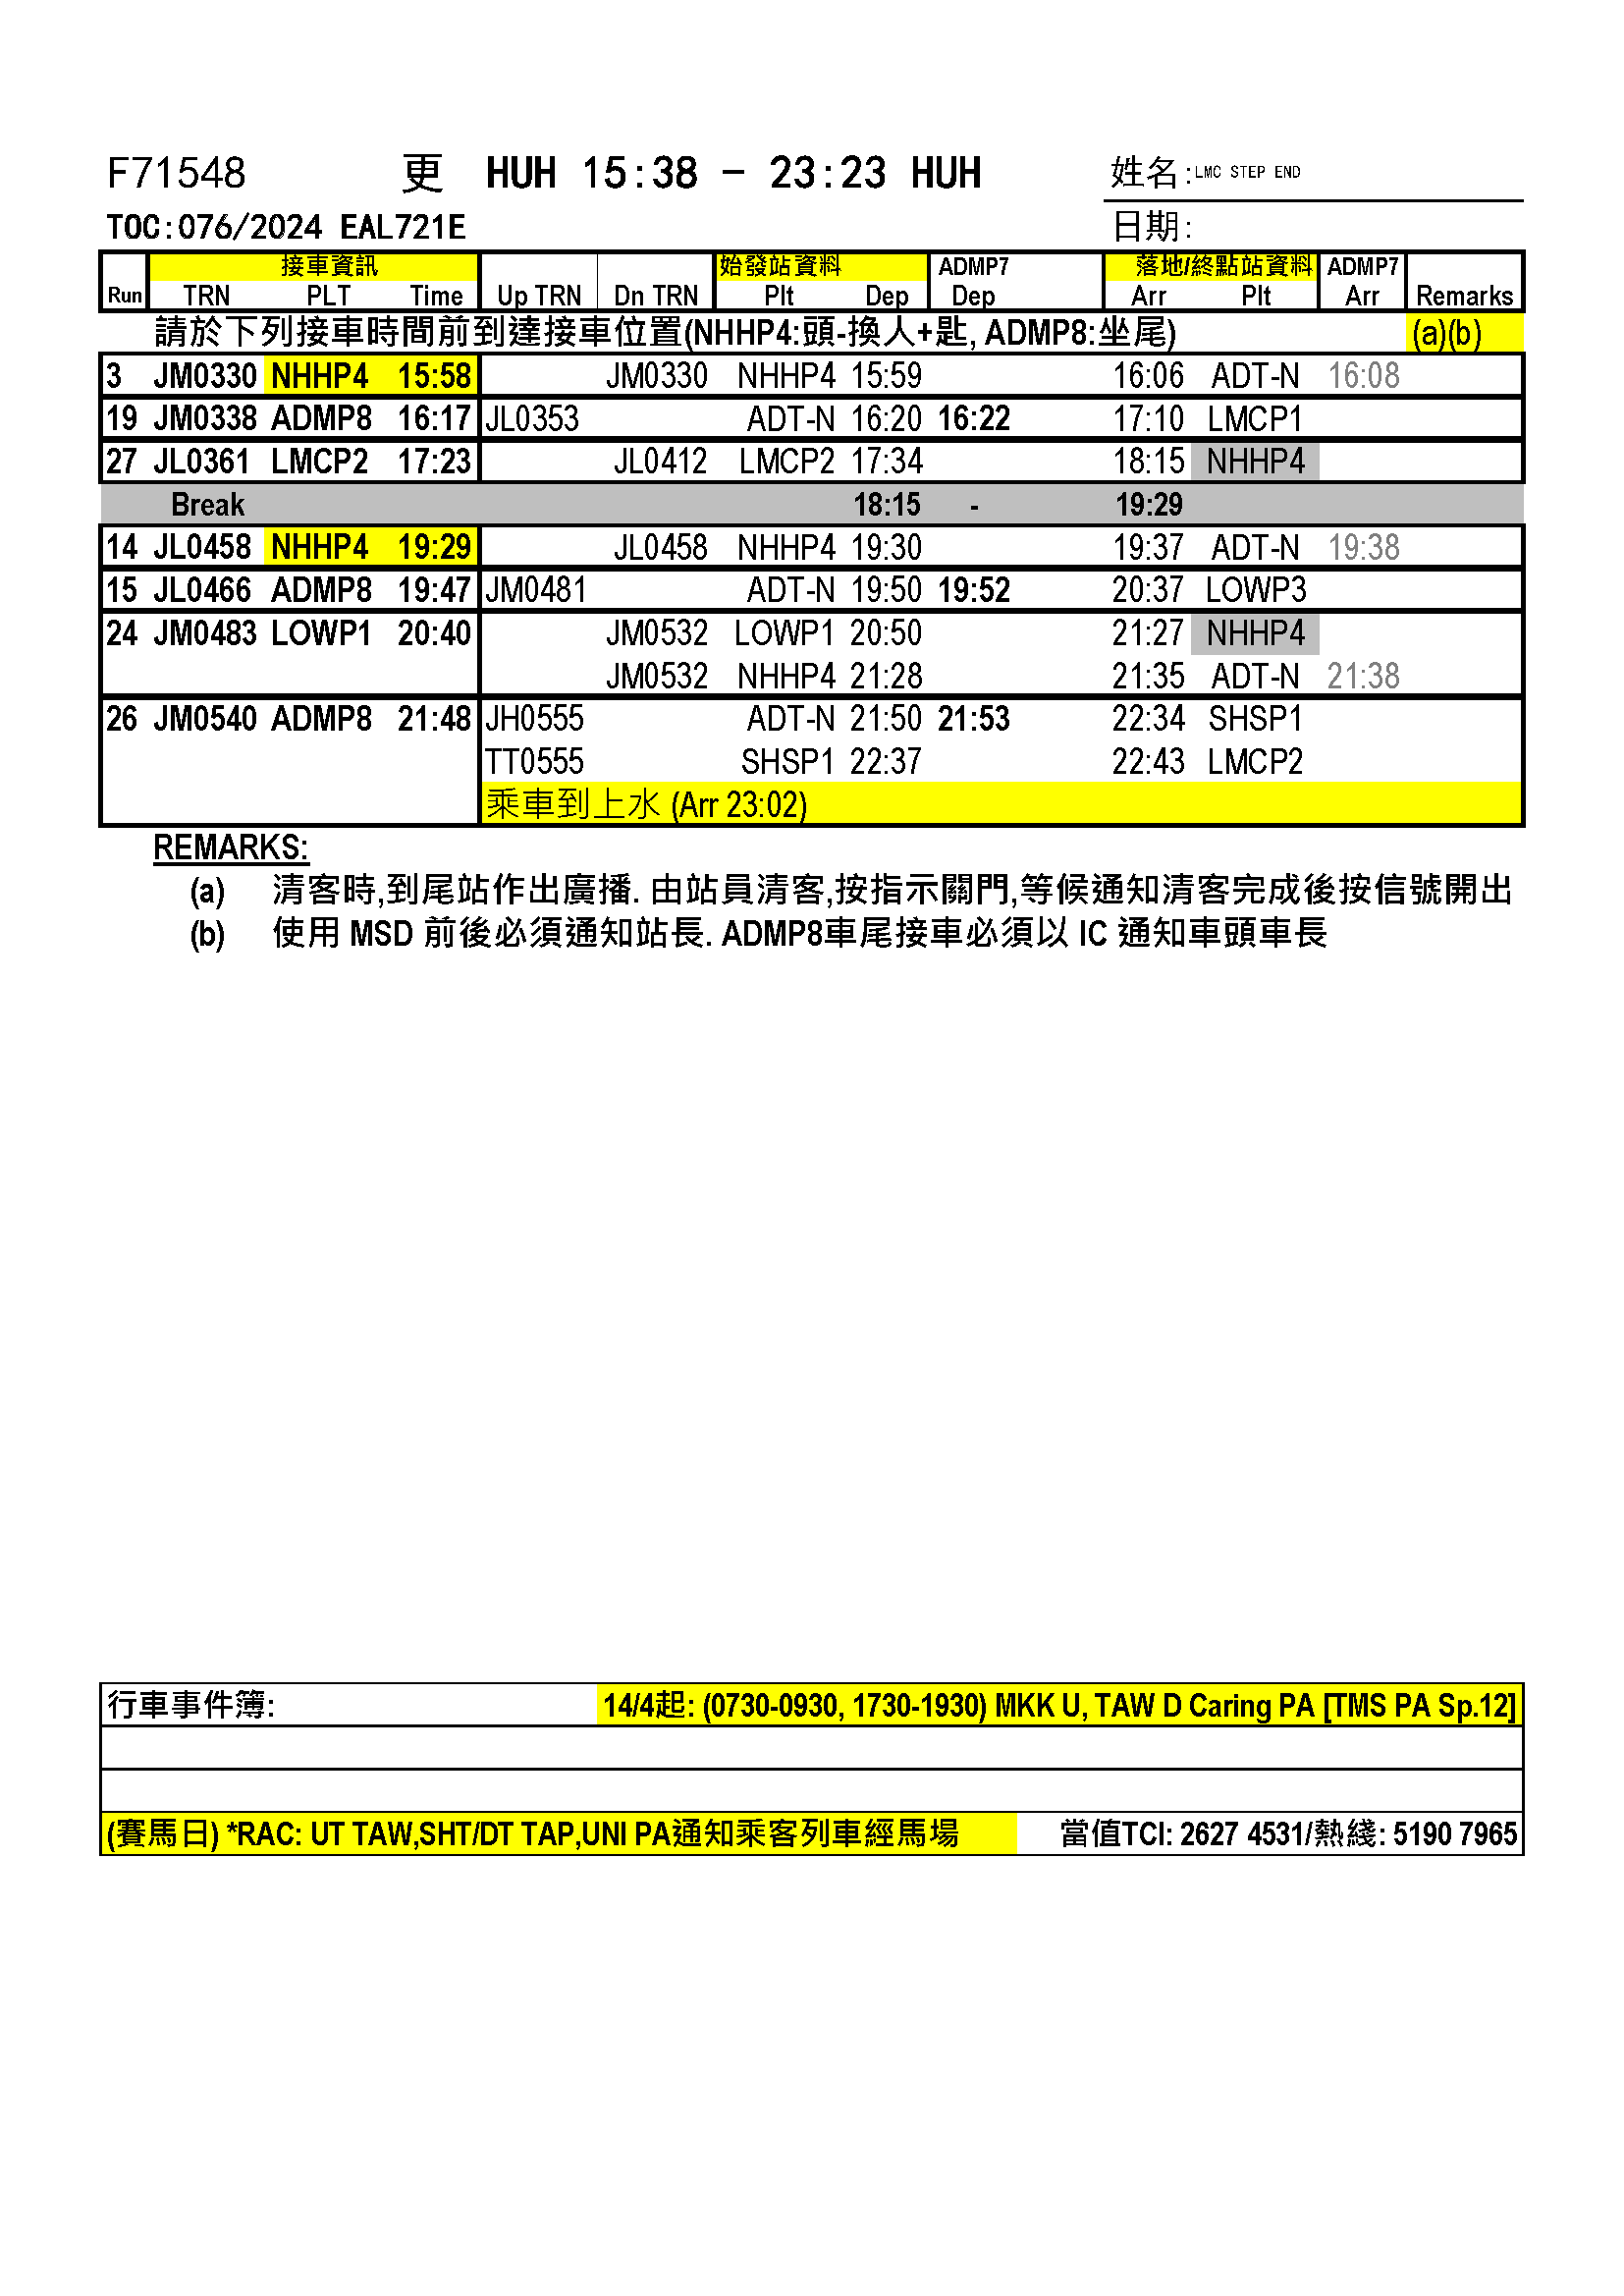 F71548 更 HUH 15:38 - 23:23 HUH 姓名:LMC STEP END
TOC:076/2024 EAL721E 日期:
接車資訊 始發站資料 ADMP7 落地/終點站資料 ADMP7
Run TRN PLT Time Up TRN Dn TRN Plt Dep Dep Arr Plt Arr Remarks
請於下列接車時間前到達接車位置(NHHP4:頭-換人+匙, ADMP8:坐尾) (a)(b)
3 JM0330 NHHP4 15:58 JM0330 NHHP4 15:59 16:06 ADT-N 16:08
19 JM0338 ADMP8 16:17 JL0353 ADT-N 16:20 16:22 17:10 LMCP1
27 JL0361 LMCP2 17:23 JL0412 LMCP2 17:34 18:15 NHHP4
Break 18:15 - 19:29
14 JL0458 NHHP4 19:29 JL0458 NHHP4 19:30 19:37 ADT-N 19:38
15 JL0466 ADMP8 19:47 JM0481 ADT-N 19:50 19:52 20:37 LOWP3
24 JM0483 LOWP1 20:40 JM0532 LOWP1 20:50 21:27 NHHP4
JM0532 NHHP4 21:28 21:35 ADT-N 21:38
26 JM0540 ADMP8 21:48 JH0555 ADT-N 21:50 21:53 22:34 SHSP1
TT0555 SHSP1 22:37 22:43 LMCP2
乘車到上水 (Arr 23:02)
REMARKS:
(a) 清客時,到尾站作出廣播. 由站員清客,按指示關門,等候通知清客完成後按信號開出
(b) 使用 MSD 前後必須通知站長. ADMP8車尾接車必須以 IC 通知車頭車長
行車事件簿: 14/4起: (0730-0930, 1730-1930) MKK U, TAW D Caring PA [TMS PA Sp.12]
(賽馬日) *RAC: UT TAW,SHT/DT TAP,UNI PA通知乘客列車經馬場 當值TCI: 2627 4531/熱綫: 5190 7965